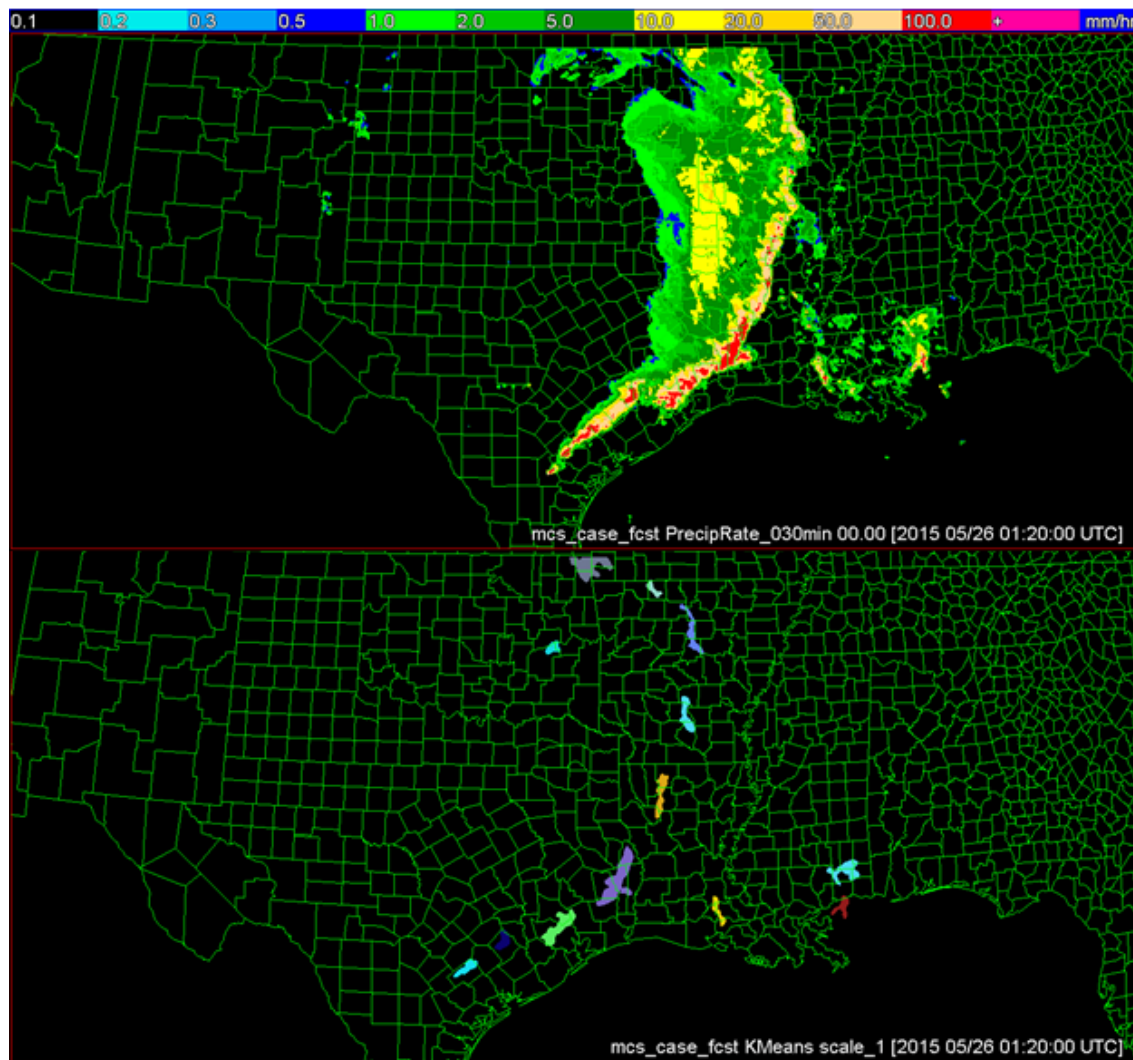 0.1 0.2 0.3 0.5 1.0 2.0 5.0 10.0 20.0 50.0 100.0 + mm/hr
mcs_case_fcst PrecipRate_030min 00.00 [2015 05/26 01:20:00 UTC]
mcs_case_fcst KMeans scale_1 [2015 05/26 01:20:00 UTC]